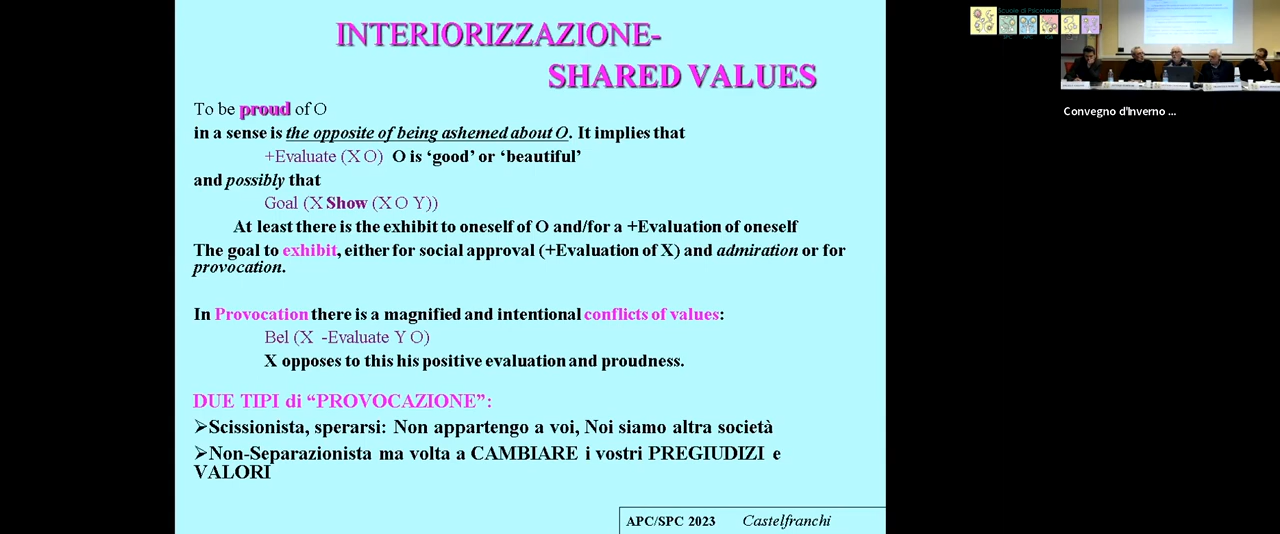 INTERIORIZZAZIONE-
SHARED VALUES
To be proud of O
in a sense is the opposite of being ashemed about O. It implies that
+Evaluate (X O) O is ‘good’ or ‘beautiful’
and possibly that
Goal (X Show (X O Y))
At least there is the exhibit to oneself of O and/for a +Evaluation of oneself
The goal to exhibit, either for social approval (+Evaluation of X) and admiration or for
provocation.
In Provocation there is a magnified and intentional conflicts of values:
Bel (X -Evaluate Y O)
X opposes to this his positive evaluation and proudness.
DUE TIPI di “PROVOCAZIONE”:
➢Scissionista, sperarsi: Non appartengo a voi, Noi siamo altra società
➢Non-Separazionista ma volta a CAMBIARE i vostri PREGIUDIZI e
VALORI
APC/SPC 2023 Castelfranchi
Scuole di Psicoterapia
SPC APC
Convegno d'Inverno ...